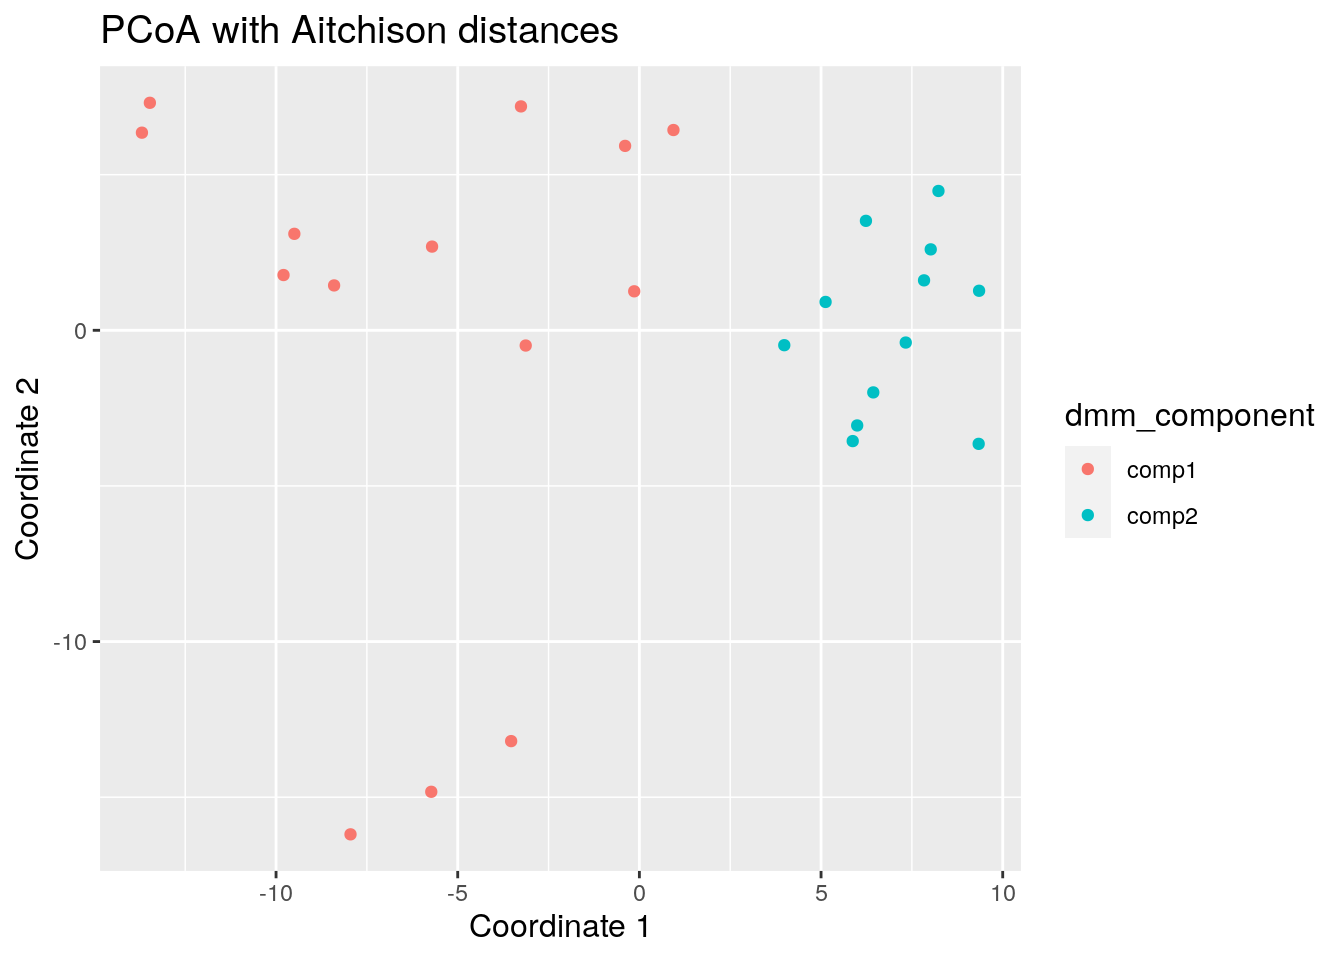 PCoA with Aitchison distances
Coordinate 2
0
-10
-10
-5
0
5
10
Coordinate 1
dmm_component
comp1
comp2